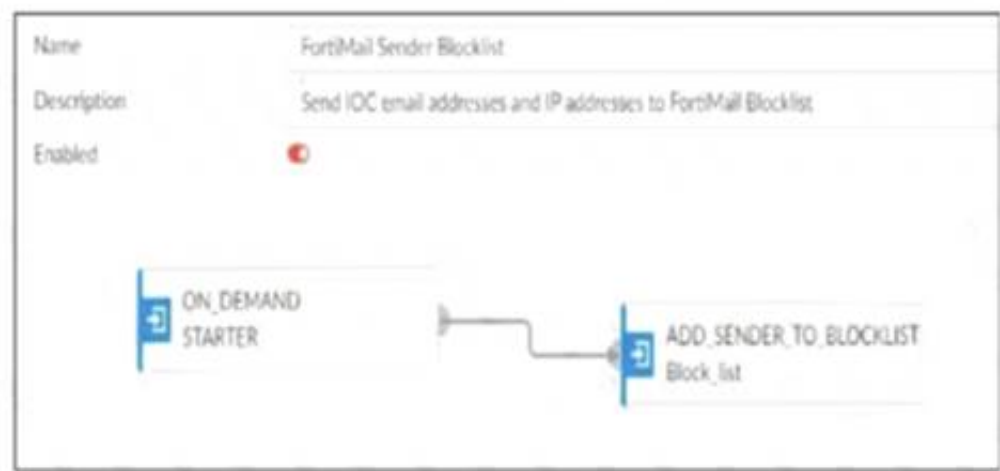 Name
FortiMail Sender Blocklist
Description
Send IOC email addresses and IP addresses to FortiMail Blocklist
Enabled
ON_DEMAND
STARTER
ADD_SENDER_TO_BLOCKLIST
Block_list